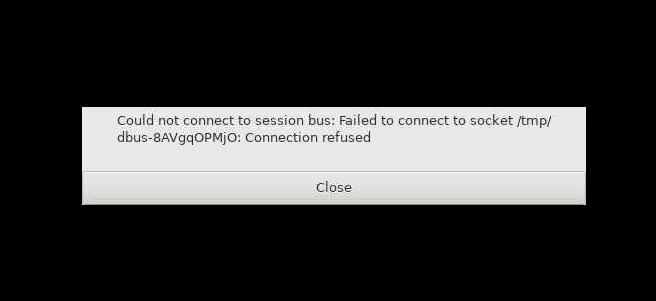 Could not connect to session bus: Failed to connect to socket /tmp/
dbus-8AVgqOPMjO: Connection refused
Close